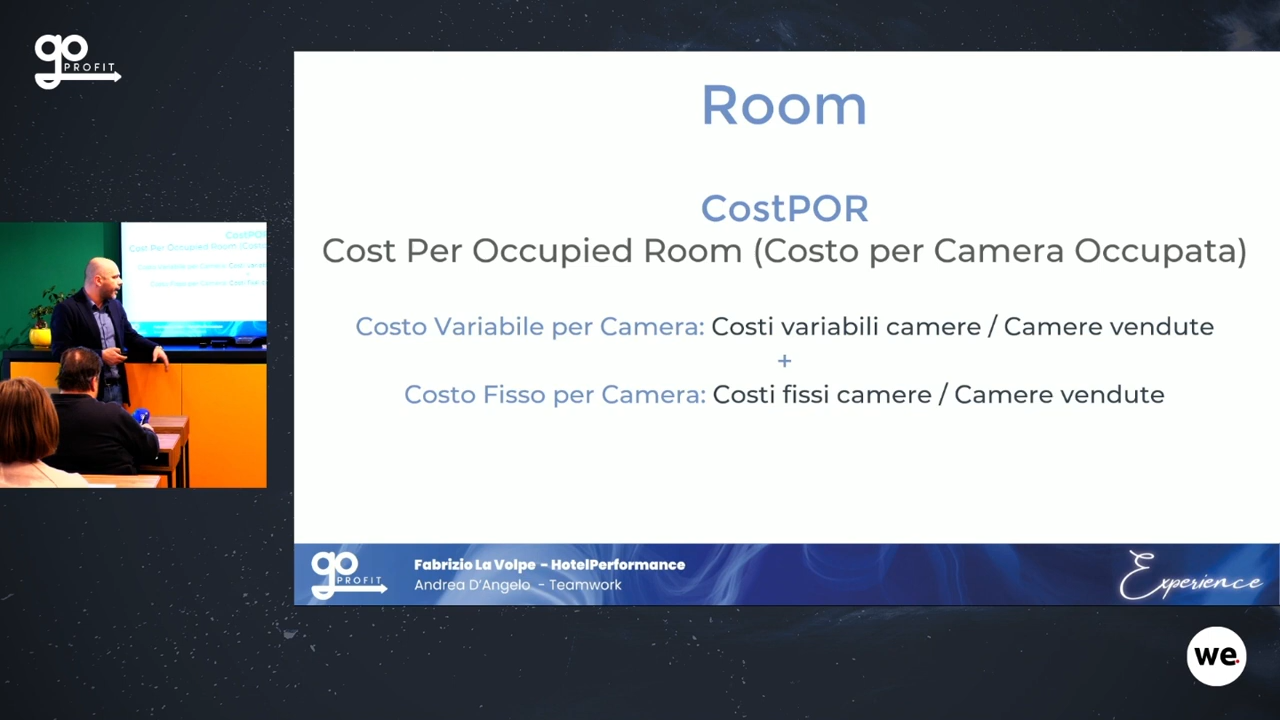 go
PROFIT
Room
CostPOR
Cost Per Occupied Room (Costo per Camera Occupata)
Costo Variabile per Camera: Costi variabili camere / Camere vendute
+
Costo Fisso per Camera: Costi fissi camere / Camere vendute
go
PROFIT
Fabrizio La Volpe - HotelPerformance
Andrea D'Angelo - Teamwork
Experience
we.